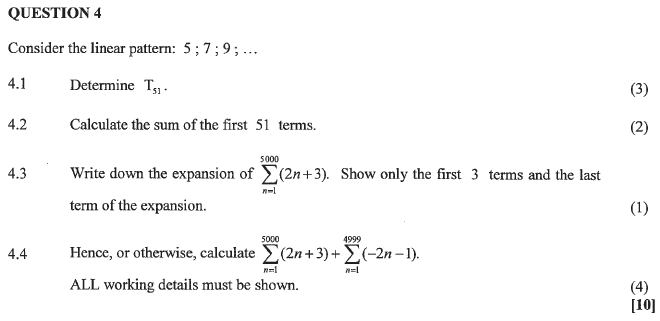 QUESTION 4
Consider the linear pattern: 5 ; 7 ; 9 ; ...
4.1 Determine T₅₁. (3)
4.2 Calculate the sum of the first 51 terms. (2)
4.3 Write down the expansion of $\sum_{n=1}^{5000}(2n+3)$. Show only the first 3 terms and the last
term of the expansion. (1)
4.4 Hence, or otherwise, calculate $\sum_{n=1}^{5000}(2n+3)+\sum_{n=1}^{4999}(-2n-1)$.
ALL working details must be shown. (4)
[10]